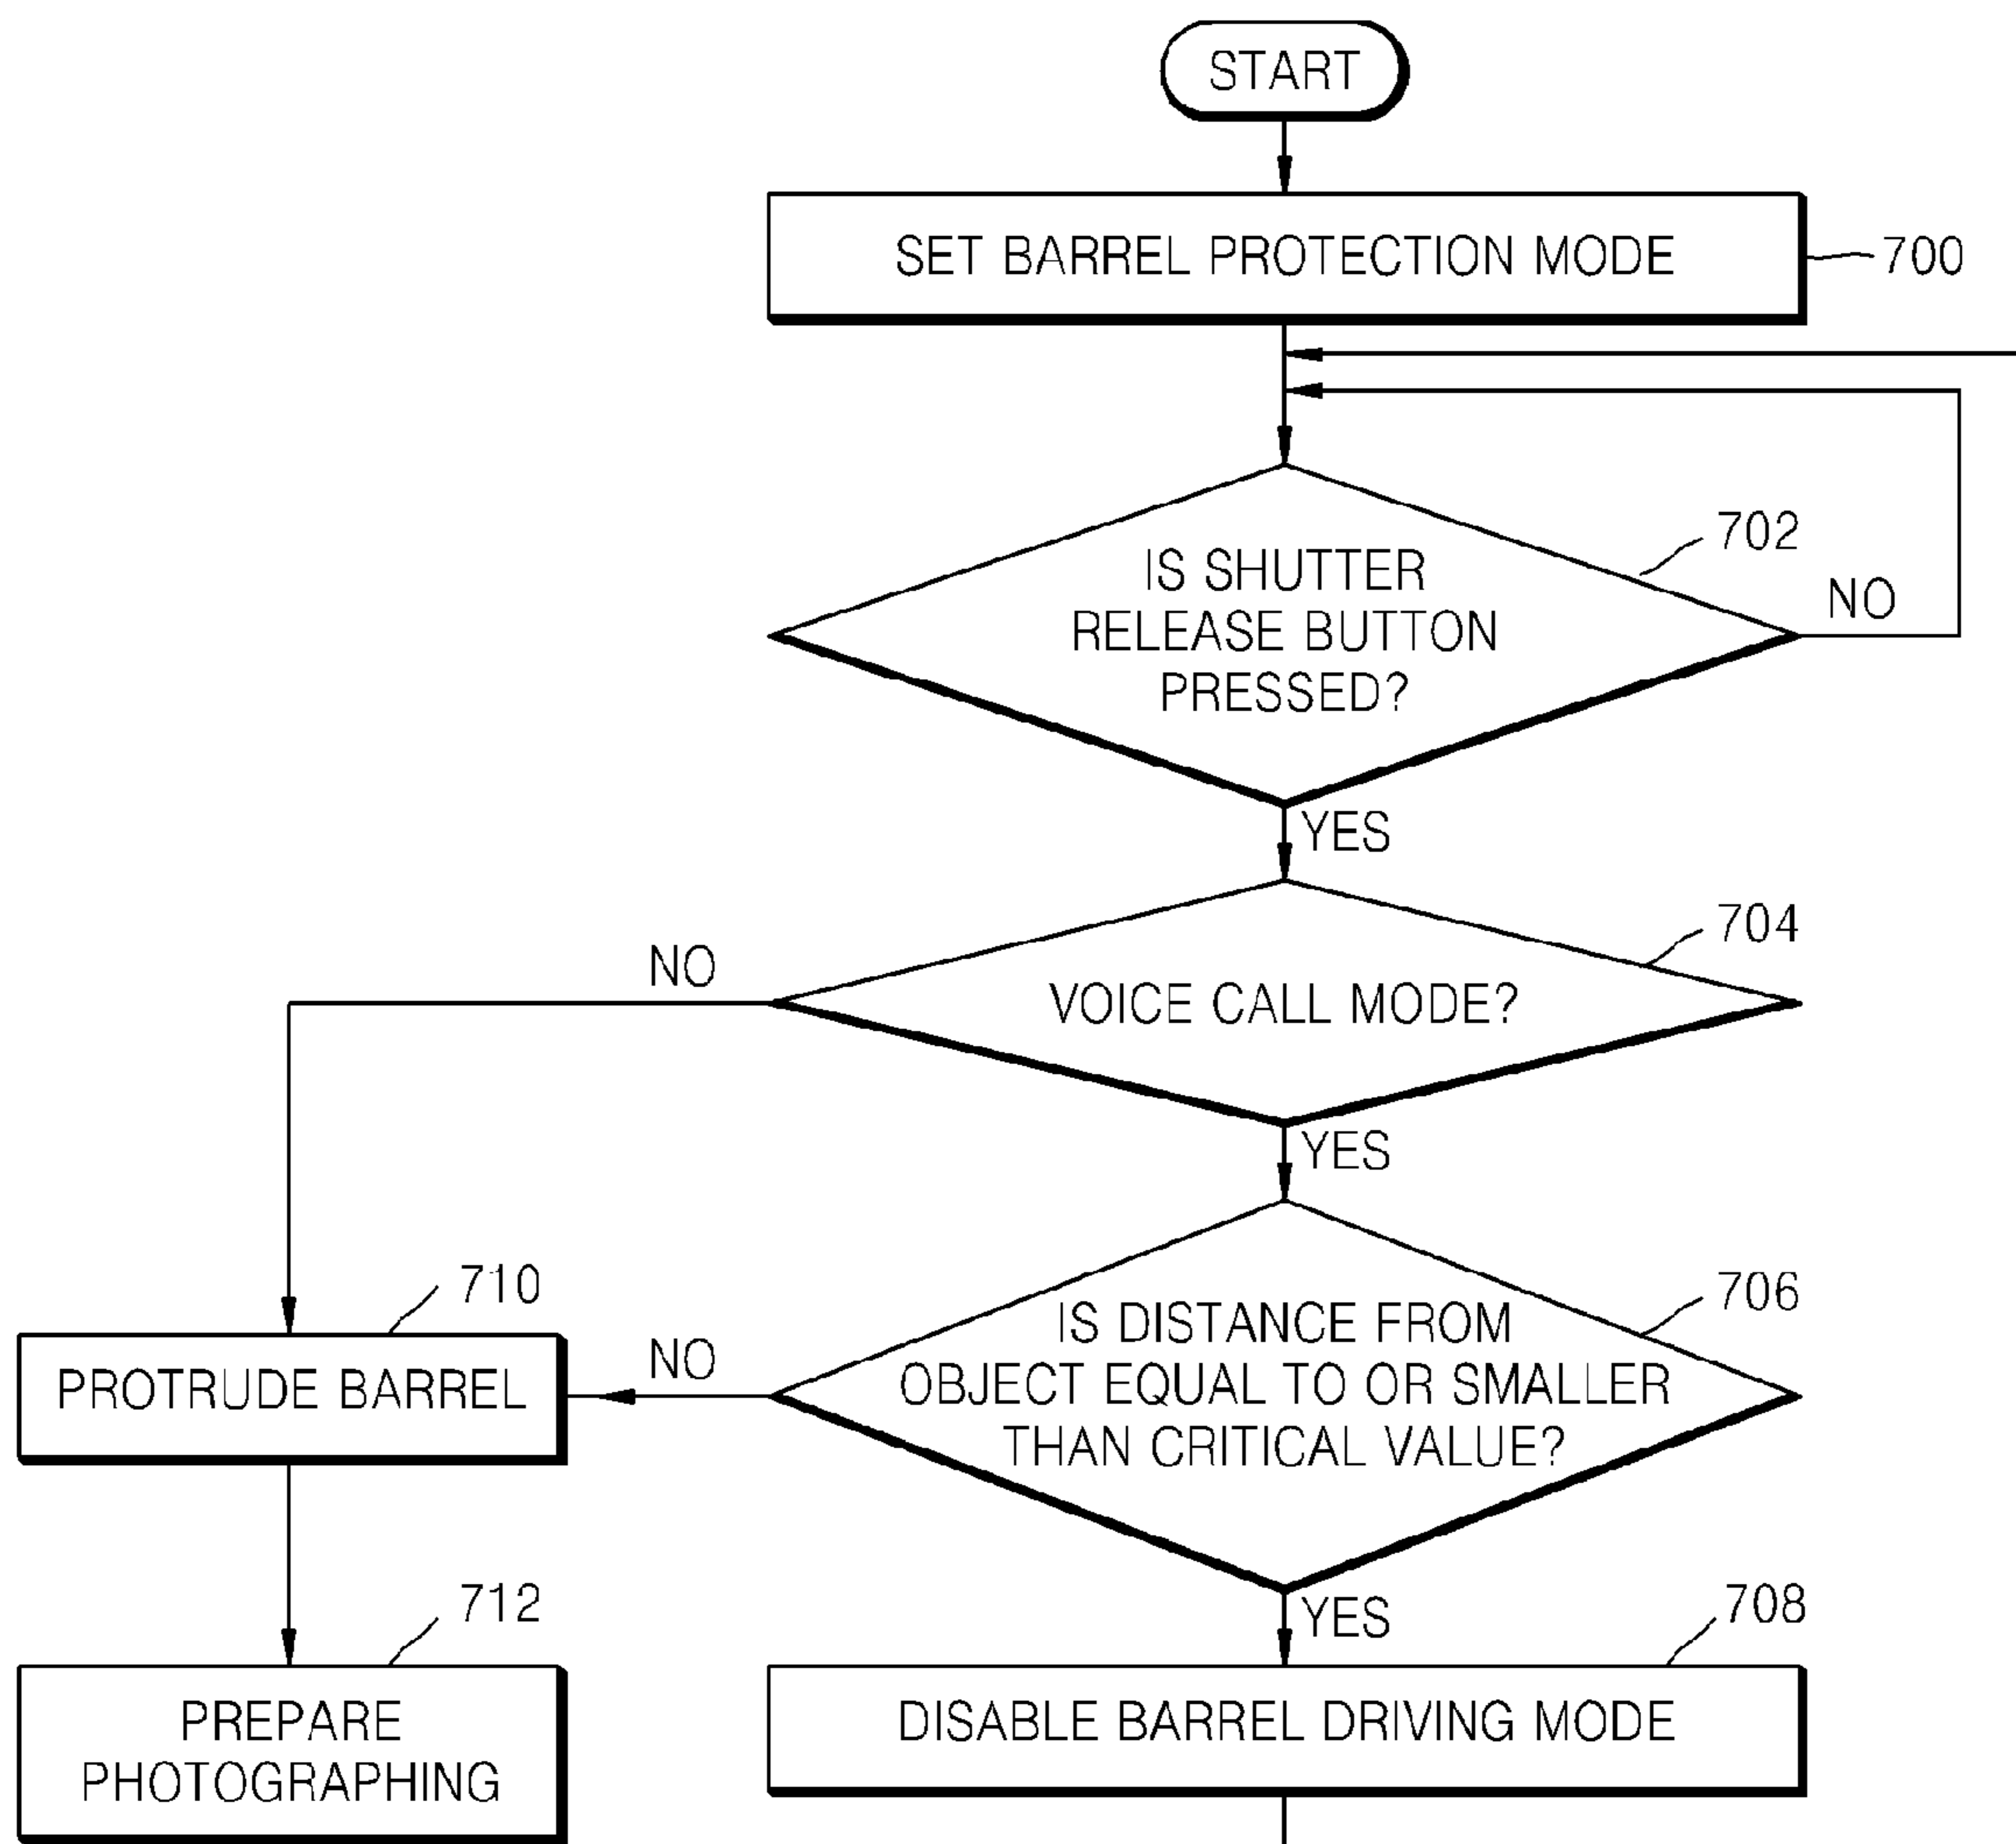 START
SET BARREL PROTECTION MODE
700
702
IS SHUTTER
RELEASE BUTTON
PRESSED?
NO
YES
704
NO
VOICE CALL MODE?
YES
710
706
PROTRUDE BARREL
NO
IS DISTANCE FROM
OBJECT EQUAL TO OR SMALLER
THAN CRITICAL VALUE?
712
YES
708
PREPARE
PHOTOGRAPHING
DISABLE BARREL DRIVING MODE